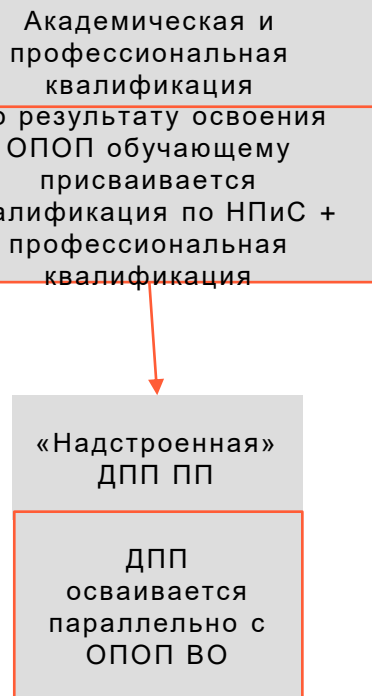 Академическая и
профессиональная
квалификация
результату освоения
ОПОП обучающему
присваивается
по НПиС +
профессиональная
квалификация
«Надстроенная»
ДПП ПП
ДПП
осваивается
параллельно с
ОПОП ВО